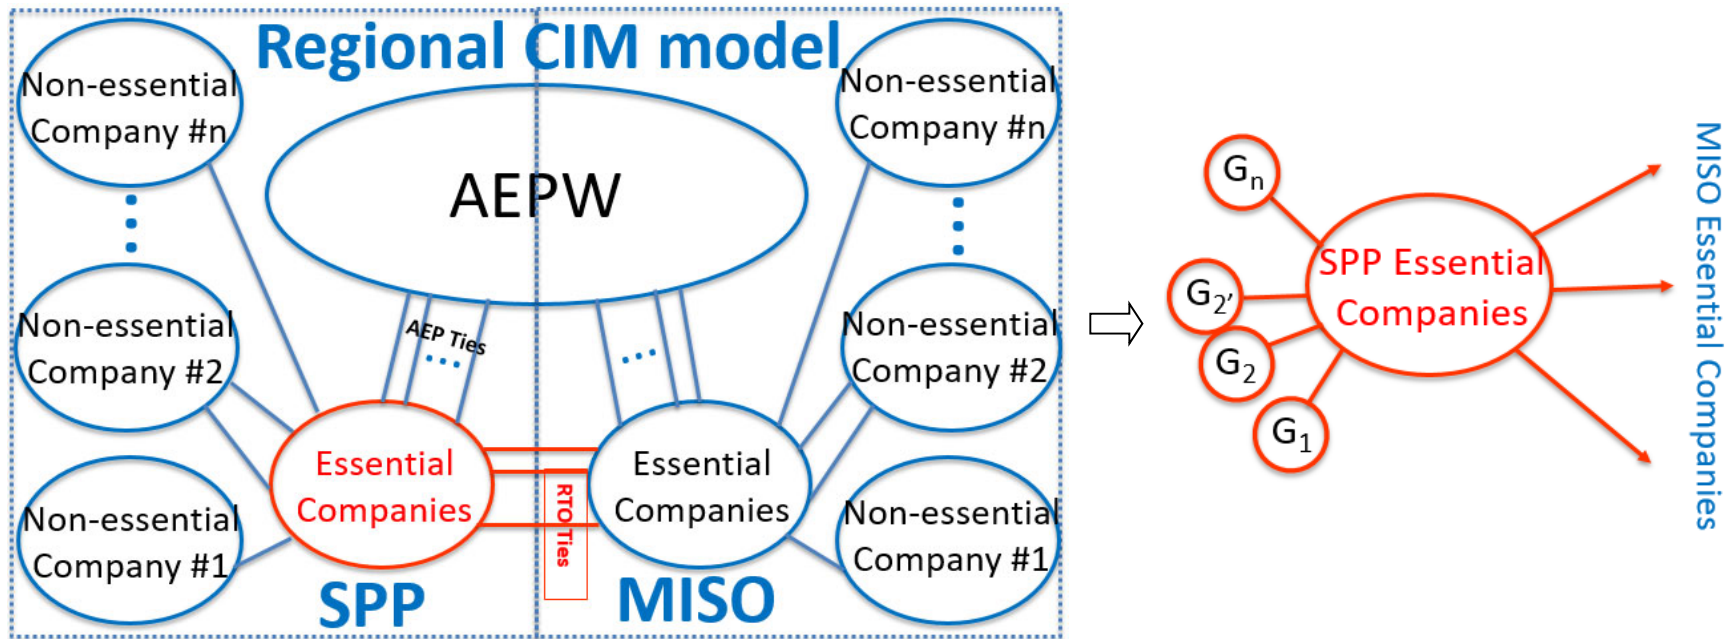 Regional CIM model
Non-essential
Company #n
Non-essential
Company #2
Non-essential
Company #1
AEPW
AEP Ties
Essential
Companies
RTO Ties
Essential
Companies
Non-essential
Company #n
Non-essential
Company #2
Non-essential
Company #1
SPP
MISO
Gn
G2'
G2
G1
SPP Essential
Companies
MISO Essential Companies